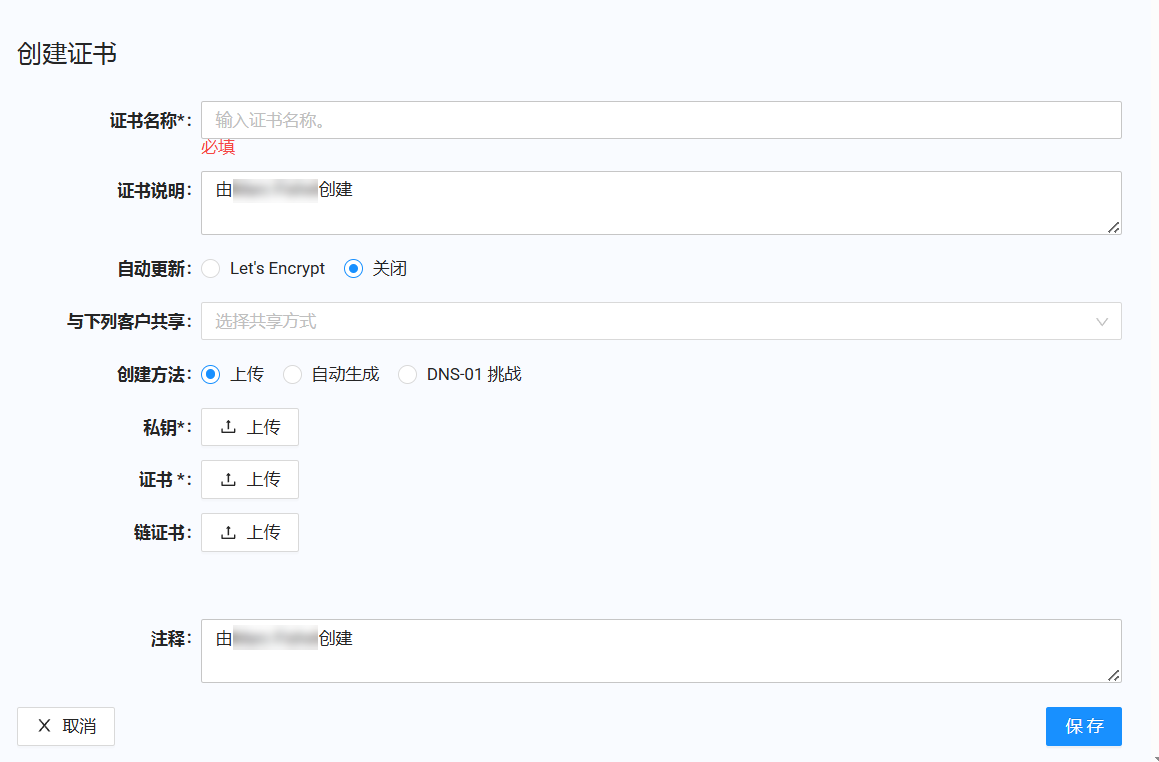 创建证书
证书名称*: 输入证书名称。
必填
证书说明: 由 创建
自动更新: Let's Encrypt 关闭
与下列客户共享: 选择共享方式
创建方法: 上传 自动生成 DNS-01 挑战
私钥*: 上传
证书 *: 上传
链证书: 上传
注释: 由 创建
取消 保存